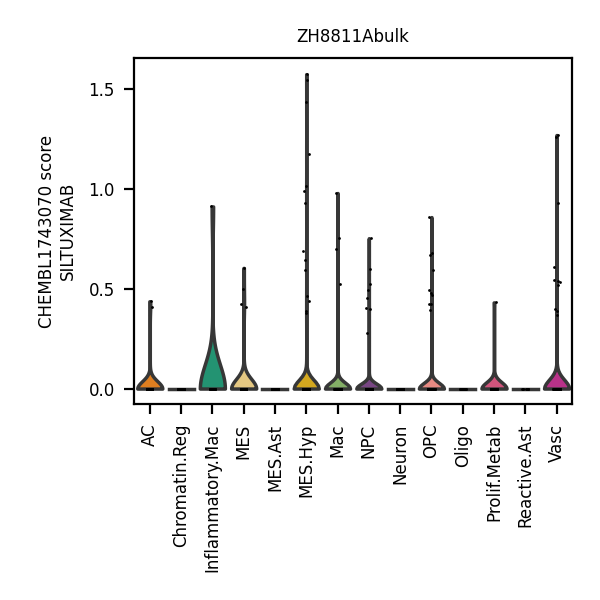 ZH8811Abulk
CHEMBL1743070 score
SILTUXIMAB
1.5
1.0
0.5
0.0
AC
Chromatin.Reg
Inflammatory.Mac
MES
MES.Ast
MES.Hyp
Mac
NPC
Neuron
OPC
Oligo
Prolif.Metab
Reactive.Ast
Vasc